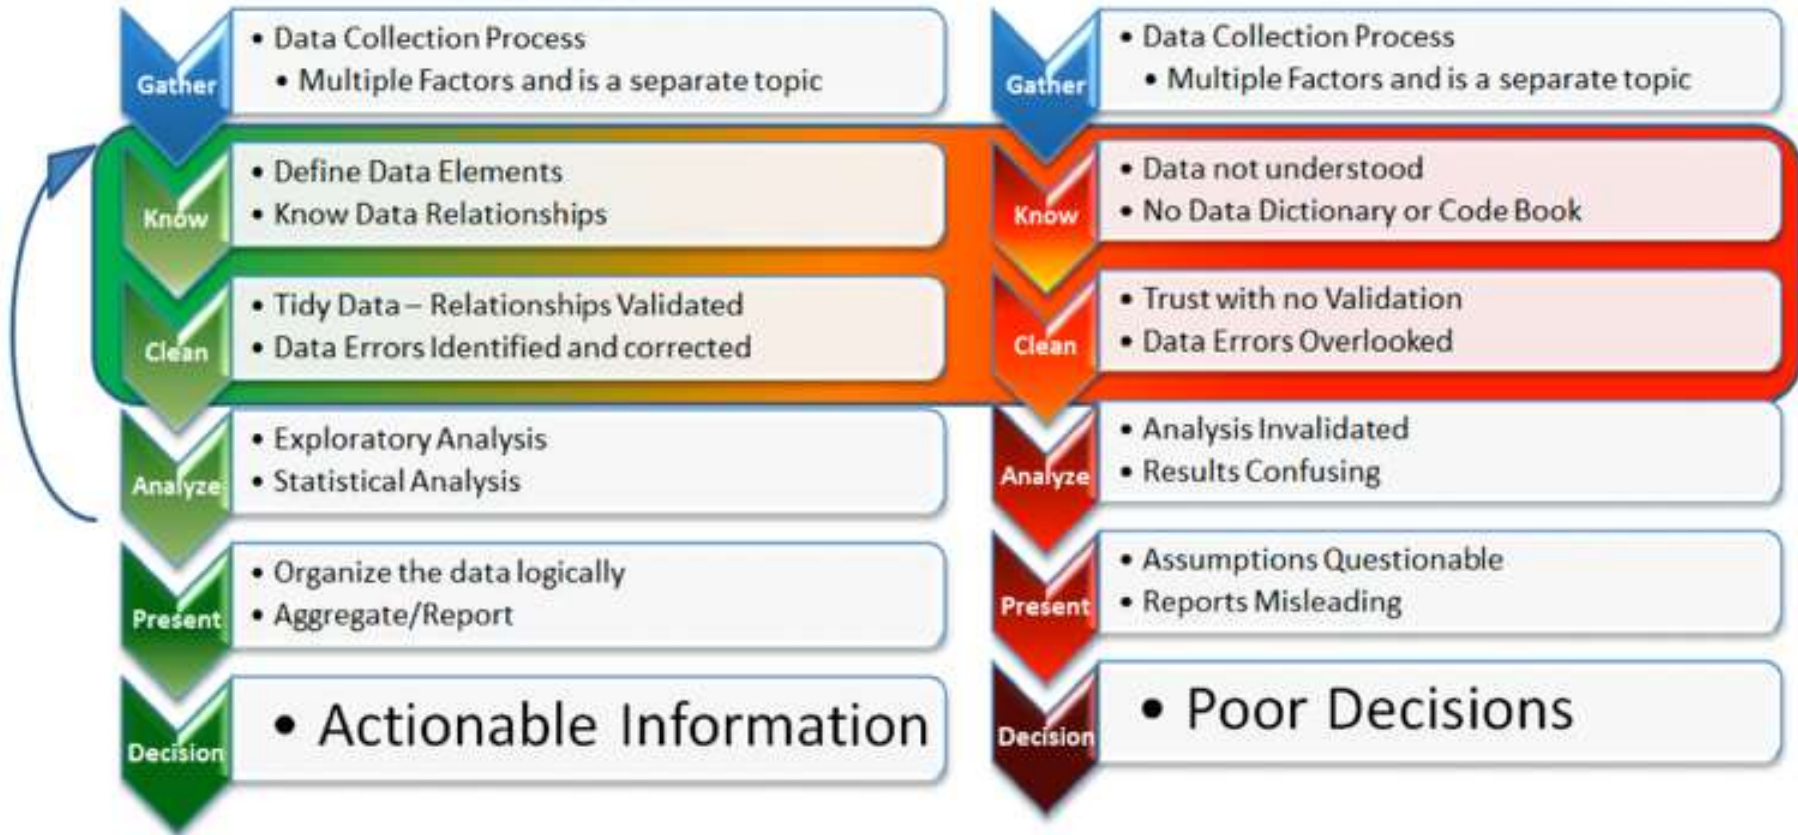 Gather
• Data Collection Process
• Multiple Factors and is a separate topic
Know
• Define Data Elements
• Know Data Relationships
Clean
• Tidy Data – Relationships Validated
• Data Errors Identified and corrected
Analyze
• Exploratory Analysis
• Statistical Analysis
Present
• Organize the data logically
• Aggregate/Report
Decision
• Actionable Information
Gather
• Data Collection Process
• Multiple Factors and is a separate topic
Know
• Data not understood
• No Data Dictionary or Code Book
Clean
• Trust with no Validation
• Data Errors Overlooked
Analyze
• Analysis Invalidated
• Results Confusing
Present
• Assumptions Questionable
• Reports Misleading
Decision
• Poor Decisions